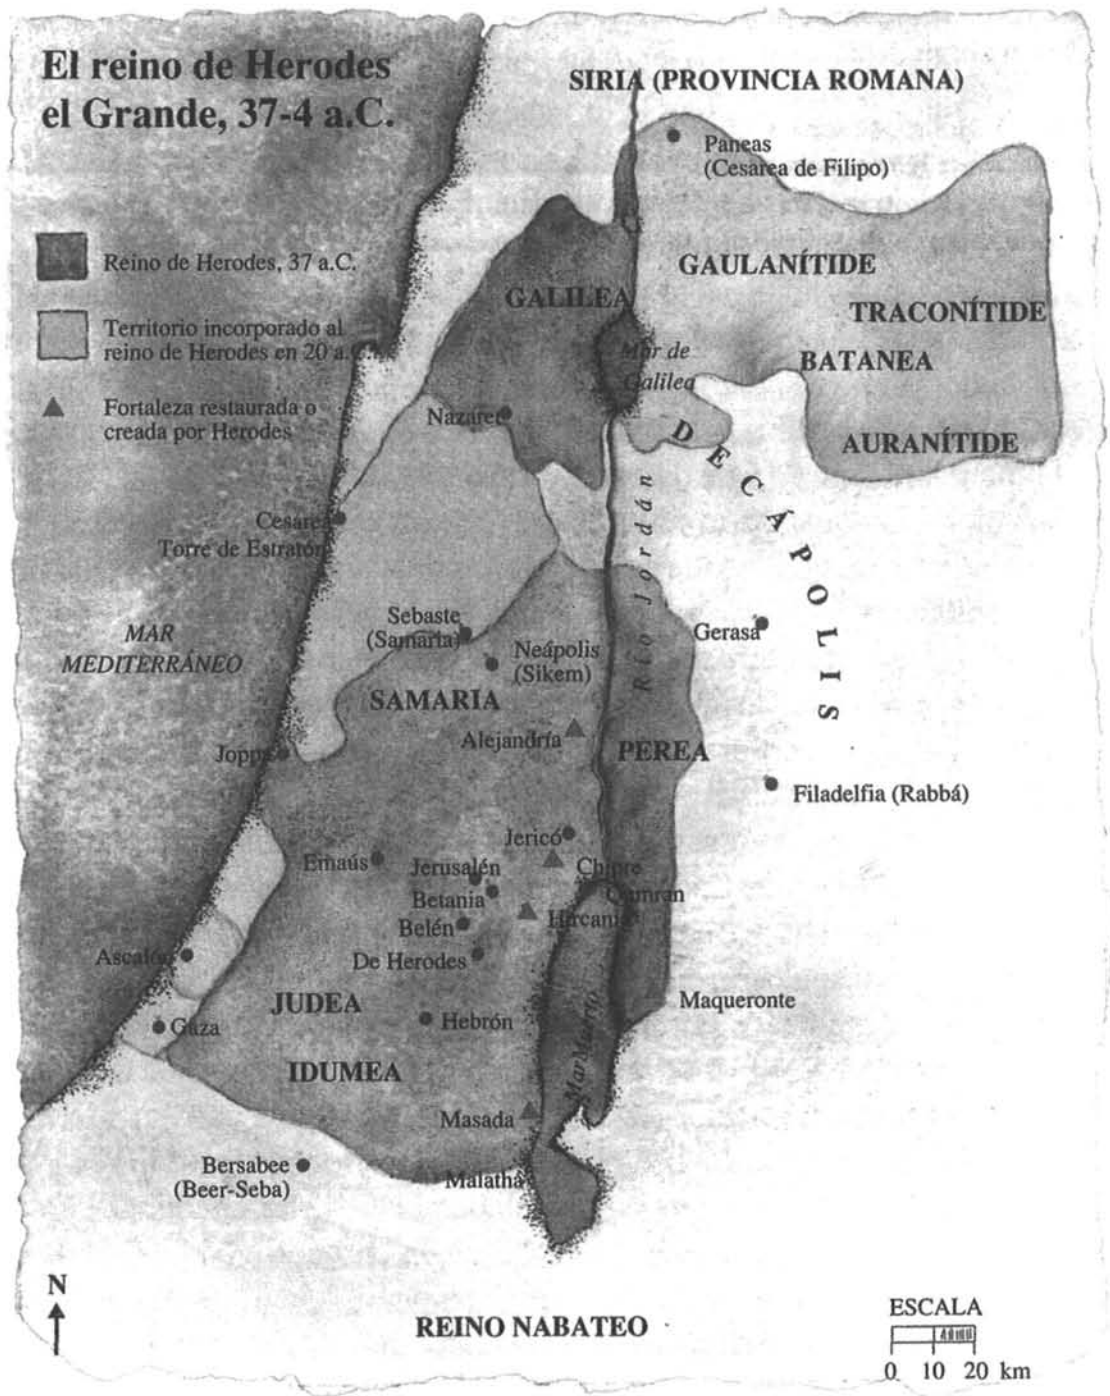 El reino de Herodes
el Grande, 37-4 a.C.
SIRIA (PROVINCIA ROMANA)
Paneas
(Cesarea de Filipo)
Reino de Herodes, 37 a.C.
Territorio incorporado al
reino de Herodes en 20 a.C.
Fortaleza restaurada o
creada por Herodes
GAULANÍTIDE
GALILEA
TRACONÍTIDE
Mar de
Galilea
BATANEA
Nazaret
DECÁPOLIS
AURANÍTIDE
Río Jordán
Cesarea
Torre de Estratón
MAR
MEDITERRÁNEO
Sebaste
(Samaria)
Neápolis
(Sikem)
Gerasa
SAMARIA
Alejandría
PEREA
Joppa
Filadelfia (Rabbá)
Jericó
Emaús
Jerusalén
Chipre
Betania
Qumran
Belén
Hircania
Ascalón
De Herodes
JUDEA
Maqueronte
Gaza
Hebrón
Mar Muerto
IDUMEA
Masada
Bersabee
(Beer-Seba)
Malatha
N
REINO NABATEO
ESCALA
0 10 20 km